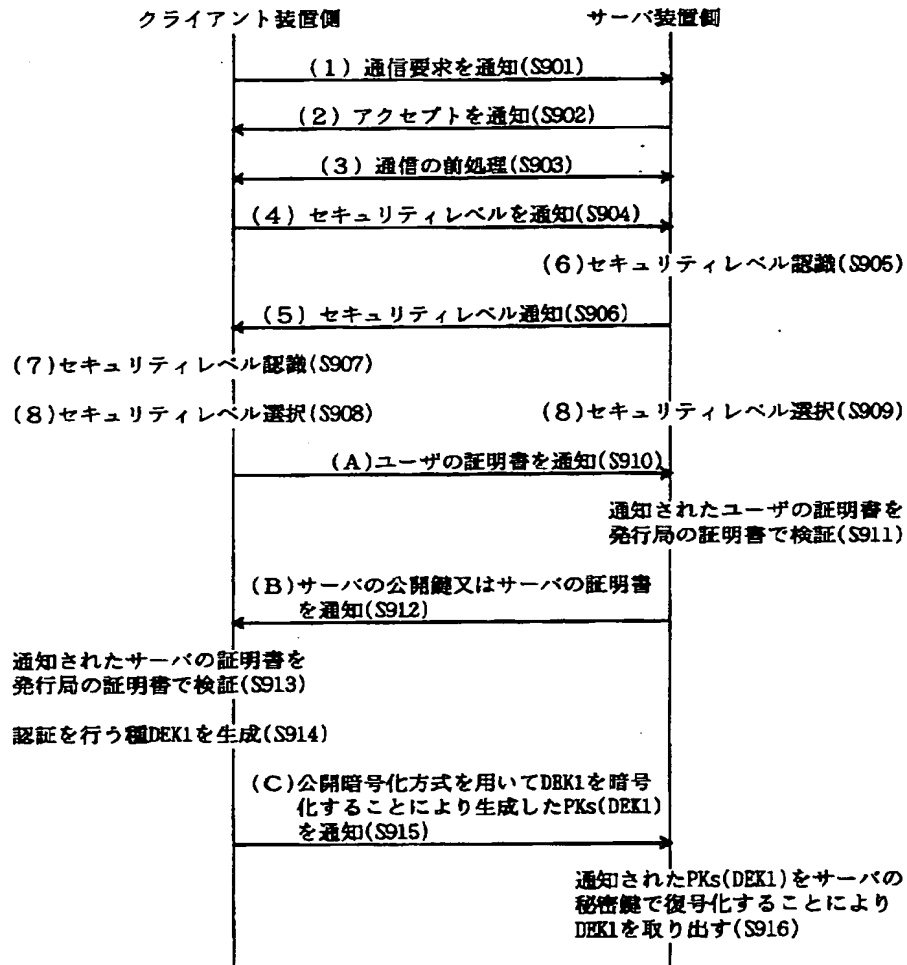 クライアント装置側
サーバ装置側
(1) 通信要求を通知(S901)
(2) アクセプトを通知(S902)
(3) 通信の前処理(S903)
(4) セキュリティレベルを通知(S904)
(6)セキュリティレベル認識(S905)
(5) セキュリティレベル通知(S906)
(7)セキュリティレベル認識(S907)
(8)セキュリティレベル選択(S908)
(8)セキュリティレベル選択(S909)
(A)ユーザの証明書を通知(S910)
通知されたユーザの証明書を
発行局の証明書で検証(S911)
(B)サーバの公開鍵又はサーバの証明書
を通知(S912)
通知されたサーバの証明書を
発行局の証明書で検証(S913)
認証を行う種DEK1を生成(S914)
(C)公開暗号化方式を用いてDEK1を暗号
化することにより生成したPKs(DEK1)
を通知(S915)
通知されたPKs(DEK1)をサーバの
秘密鍵で復号化することにより
DEK1を取り出す(S916)